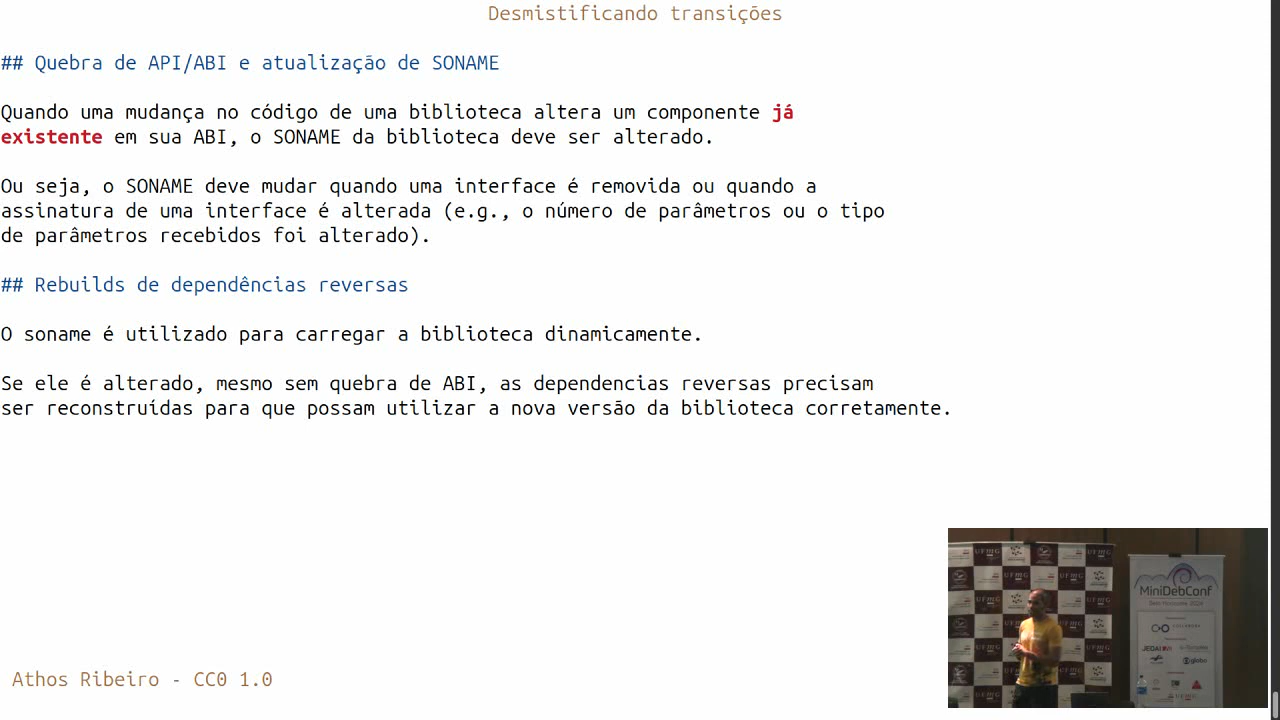 Desmistificando transições
## Quebra de API/ABI e atualização de SONAME
Quando uma mudança no código de uma biblioteca altera um componente já
existente em sua ABI, o SONAME da biblioteca deve ser alterado.
Ou seja, o SONAME deve mudar quando uma interface é removida ou quando a
assinatura de uma interface é alterada (e.g., o número de parâmetros ou o tipo
de parâmetros recebidos foi alterado).
## Rebuilds de dependências reversas
O soname é utilizado para carregar a biblioteca dinamicamente.
Se ele é alterado, mesmo sem quebra de ABI, as dependencias reversas precisam
ser reconstruídas para que possam utilizar a nova versão da biblioteca corretamente.
Athos Ribeiro - CC0 1.0
MiniDebConf
Belo Horizonte 2024
globo
UFMG